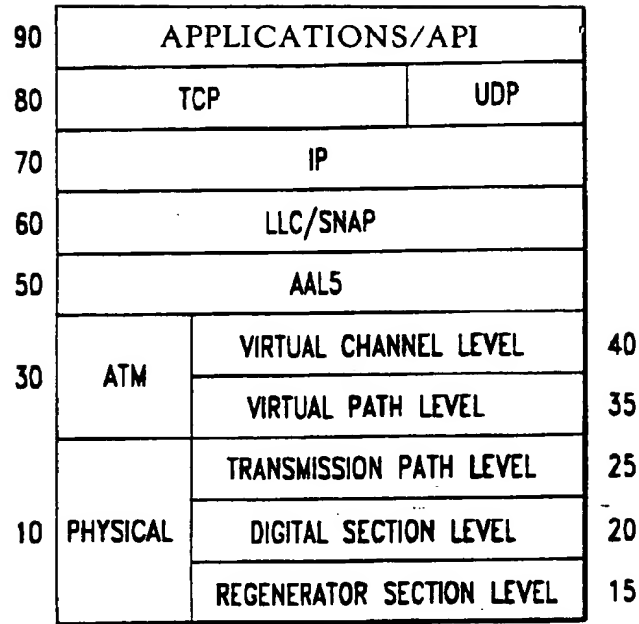 90 APPLICATIONS/API
80 TCP UDP
70 IP
60 LLC/SNAP
50 AAL5
VIRTUAL CHANNEL LEVEL 40
30 ATM
VIRTUAL PATH LEVEL 35
TRANSMISSION PATH LEVEL 25
10 PHYSICAL DIGITAL SECTION LEVEL 20
REGENERATOR SECTION LEVEL 15